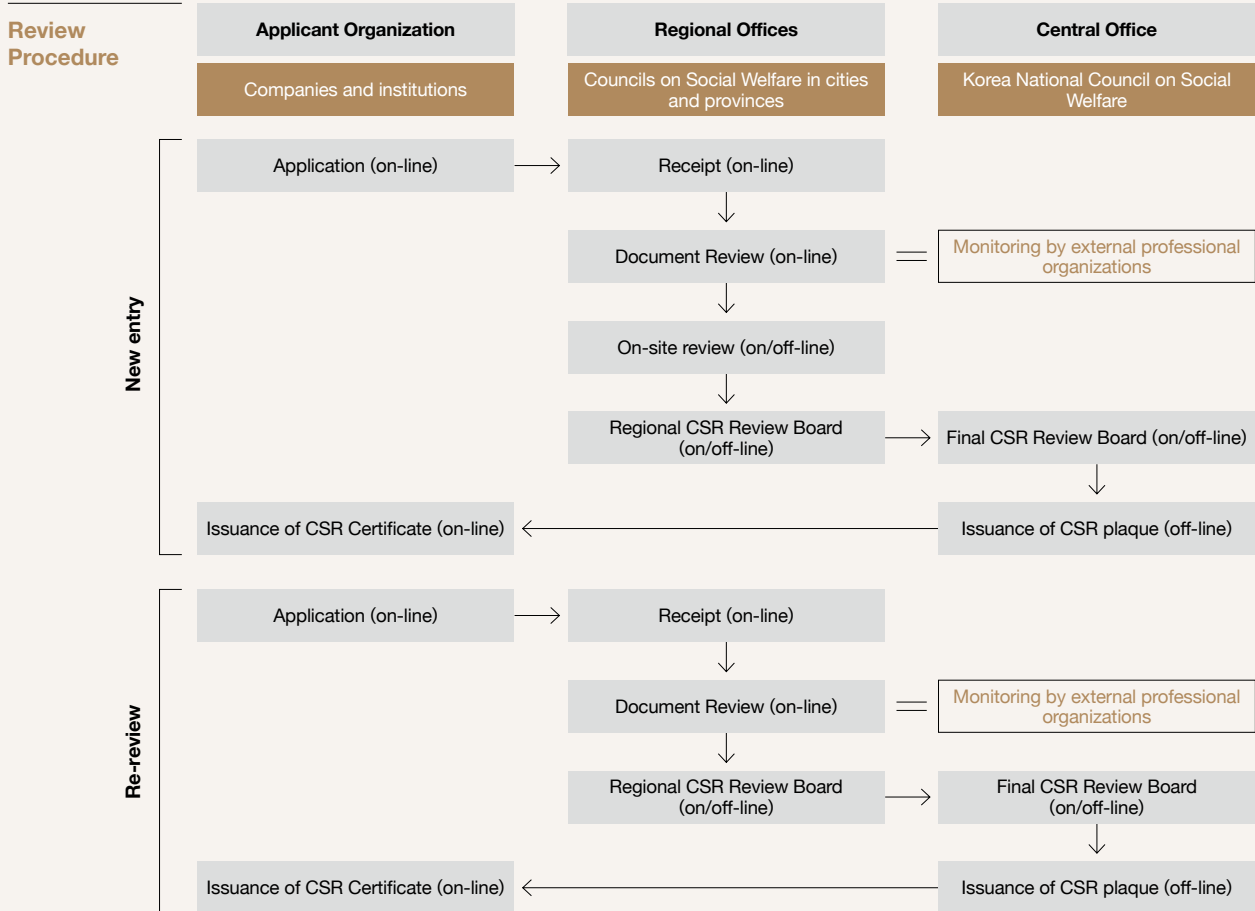 Review
Procedure
Applicant Organization
Regional Offices
Central Office
Companies and institutions
Councils on Social Welfare in cities
and provinces
Korea National Council on Social
Welfare
New entry
Application (on-line)
Receipt (on-line)
Document Review (on-line)
Monitoring by external professional
organizations
On-site review (on/off-line)
Regional CSR Review Board
(on/off-line)
Final CSR Review Board (on/off-line)
Issuance of CSR Certificate (on-line)
Issuance of CSR plaque (off-line)
Re-review
Application (on-line)
Receipt (on-line)
Document Review (on-line)
Monitoring by external professional
organizations
Regional CSR Review Board
(on/off-line)
Final CSR Review Board
(on/off-line)
Issuance of CSR Certificate (on-line)
Issuance of CSR plaque (off-line)